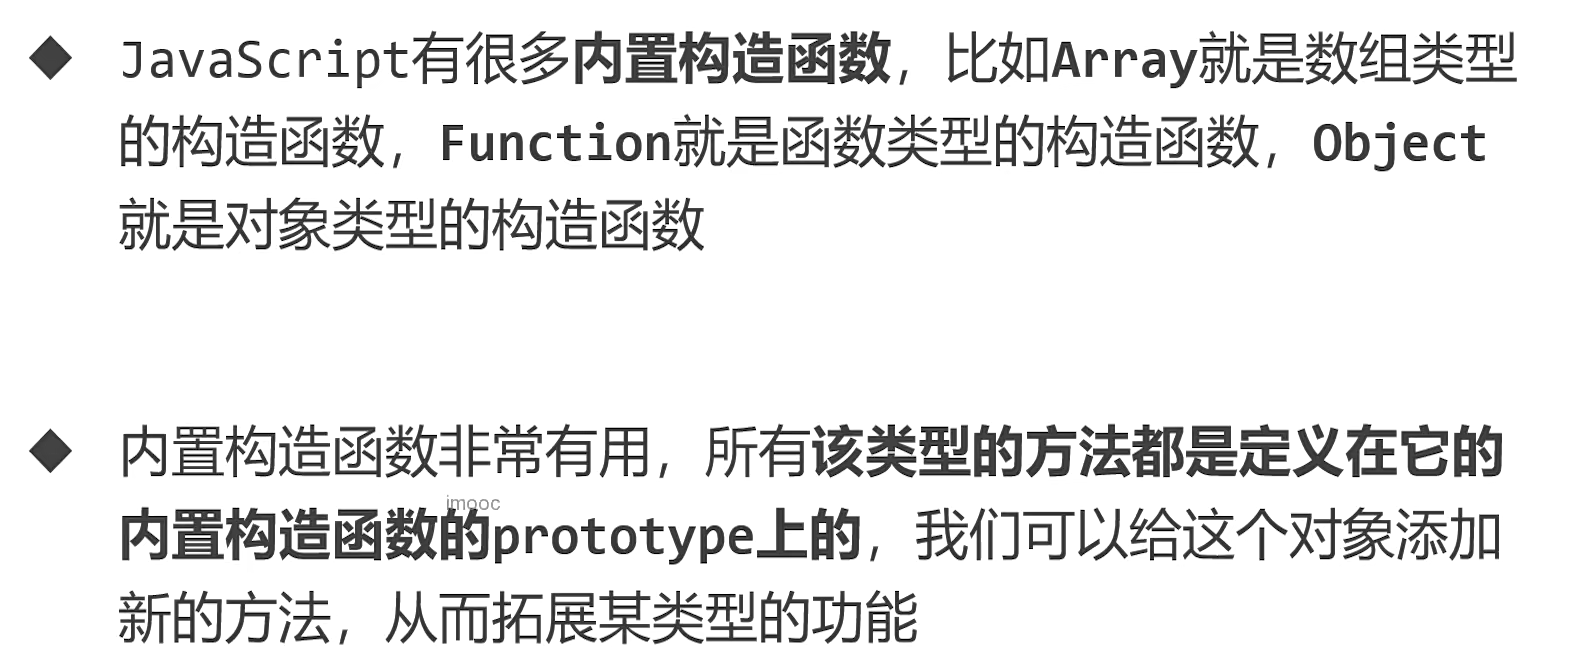 ◆ JavaScript有很多内置构造函数，比如Array就是数组类型
的构造函数，Function就是函数类型的构造函数，Object
就是对象类型的构造函数
◆ 内置构造函数非常有用，所有该类型的方法都是定义在它的
imooc
内置构造函数的prototype上的，我们可以给这个对象添加
新的方法，从而拓展某类型的功能